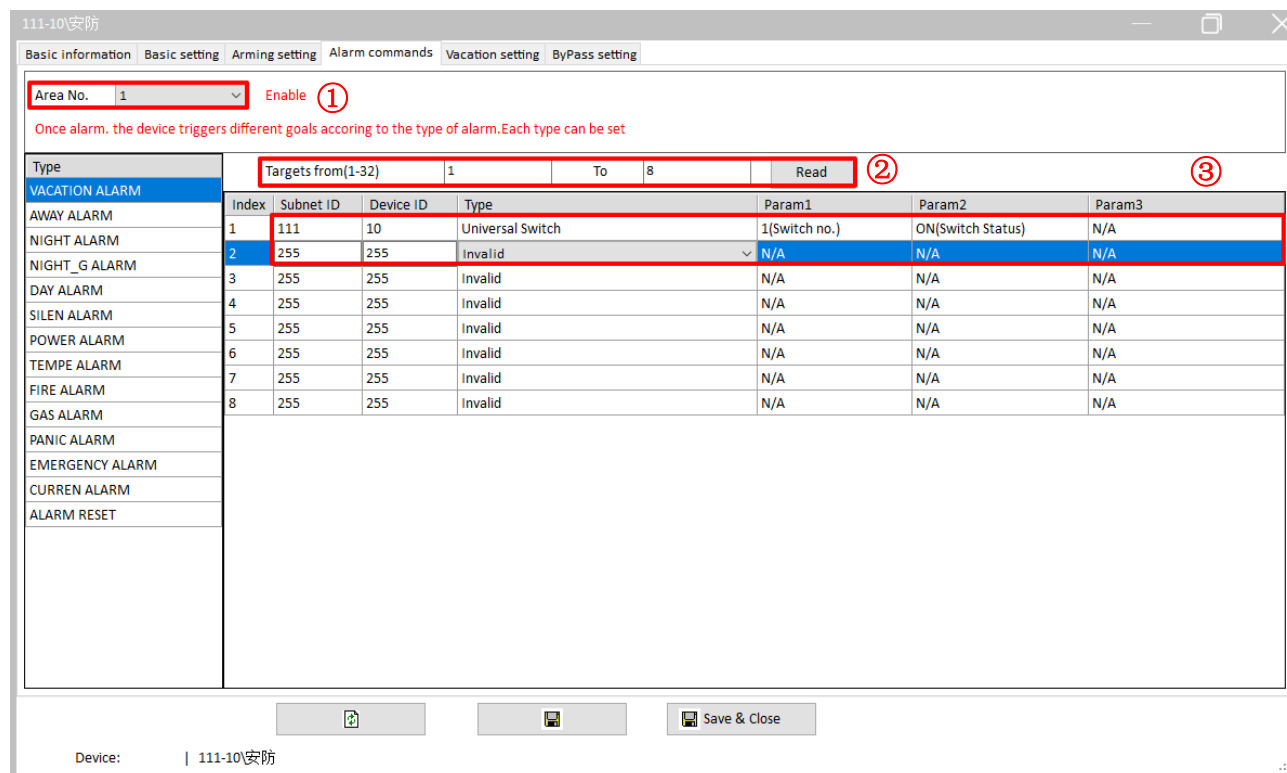 111-10\安防
Basic information Basic setting Arming setting Alarm commands Vacation setting ByPass setting
Area No. 1 Enable ①
Once alarm. the device triggers different goals accoring to the type of alarm.Each type can be set
Type
VACATION ALARM
AWAY ALARM
NIGHT ALARM
NIGHT_G ALARM
DAY ALARM
SILEN ALARM
POWER ALARM
TEMPE ALARM
FIRE ALARM
GAS ALARM
PANIC ALARM
EMERGENCY ALARM
CURREN ALARM
ALARM RESET
Targets from(1-32) 1 To 8 Read ② ③
Index Subnet ID Device ID Type Param1 Param2 Param3
1 111 10 Universal Switch 1(Switch no.) ON(Switch Status) N/A
2 255 255 Invalid N/A N/A N/A
3 255 255 Invalid N/A N/A N/A
4 255 255 Invalid N/A N/A N/A
5 255 255 Invalid N/A N/A N/A
6 255 255 Invalid N/A N/A N/A
7 255 255 Invalid N/A N/A N/A
8 255 255 Invalid N/A N/A N/A
Save & Close
Device: | 111-10\安防